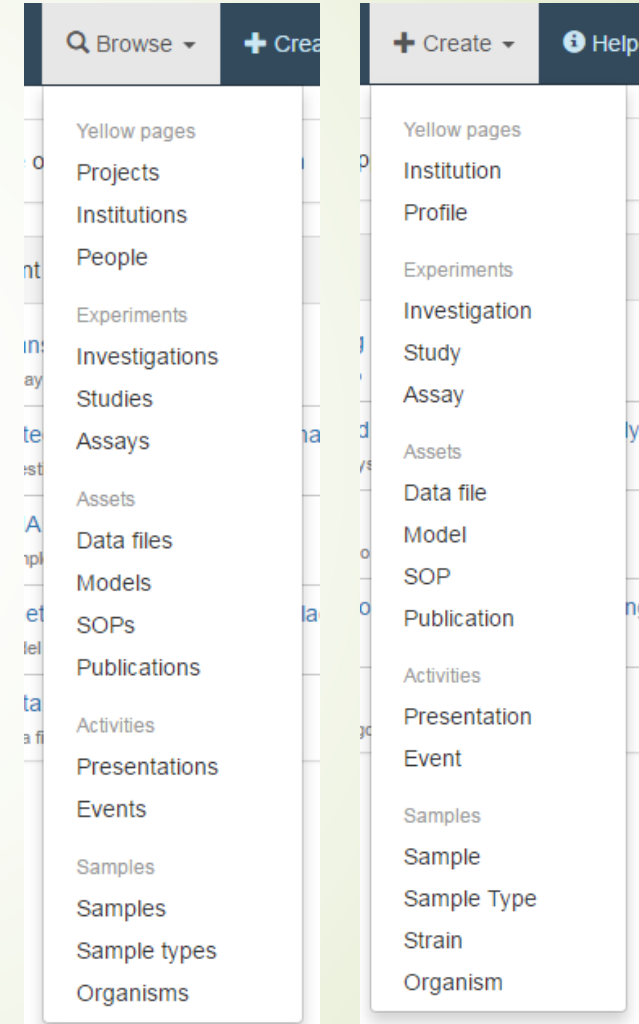 Browse
Crea
Yellow pages
Projects
Institutions
People
Experiments
Investigations
Studies
Assays
Assets
Data files
Models
SOPs
Publications
Activities
Presentations
Events
Samples
Samples
Sample types
Organisms
Create
Help
Yellow pages
Institution
Profile
Experiments
Investigation
Study
Assay
Assets
Data file
Model
SOP
Publication
Activities
Presentation
Event
Samples
Sample
Sample Type
Strain
Organism